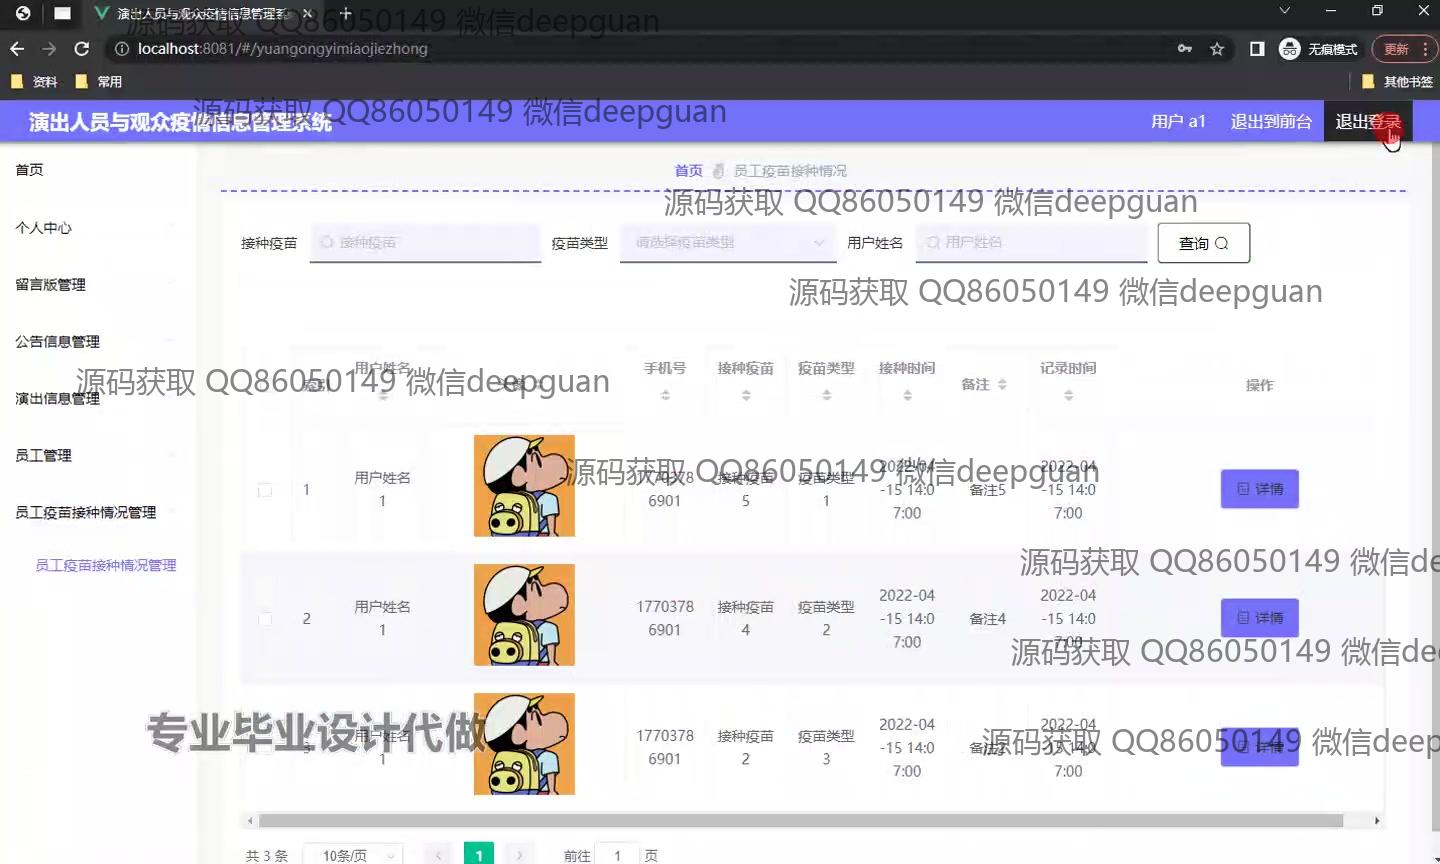 演出人员与观众疫情信息管理系
源码获取 QQ86050149 微信deepguan
localhost:8081/#/yuangongyimiaojiezhong
无痕模式
更新
资料
常用
其他书签
源码获取 QQ86050149 微信deepguan
演出人员与观众疫情信息管理系统
用户 a1
退出到前台
退出登录
首页
个人中心
留言版管理
公告信息管理
演出信息管理
员工管理
员工疫苗接种情况管理
员工疫苗接种情况管理
首页
员工疫苗接种情况
源码获取 QQ86050149 微信deepguan
接种疫苗
接种疫苗
疫苗类型
请选择疫苗类型
用户姓名
用户姓名
查询
源码获取 QQ86050149 微信deepguan
索引
用户姓名
手机号
接种疫苗
疫苗类型
接种时间
备注
记录时间
操作
源码获取 QQ86050149 微信deepguan
1
用户姓名
1
1770378
6901
接种疫苗
5
疫苗类型
1
2022-04
-15 14:0
7:00
备注5
2022-04
-15 14:0
7:00
详情
源码获取 QQ86050149 微信deepguan
源码获取 QQ86050149 微信de
2
用户姓名
1
1770378
6901
接种疫苗
4
疫苗类型
2
2022-04
-15 14:0
7:00
备注4
2022-04
-15 14:0
7:00
详情
源码获取 QQ86050149 微信de
专业毕业设计代做
3
用户姓名
1
1770378
6901
接种疫苗
2
疫苗类型
3
2022-04
-15 14:0
7:00
2022-04
-15 14:0
7:00
详情
源码获取 QQ86050149 微信deep
共 3 条
10条/页
1
前往
1
页